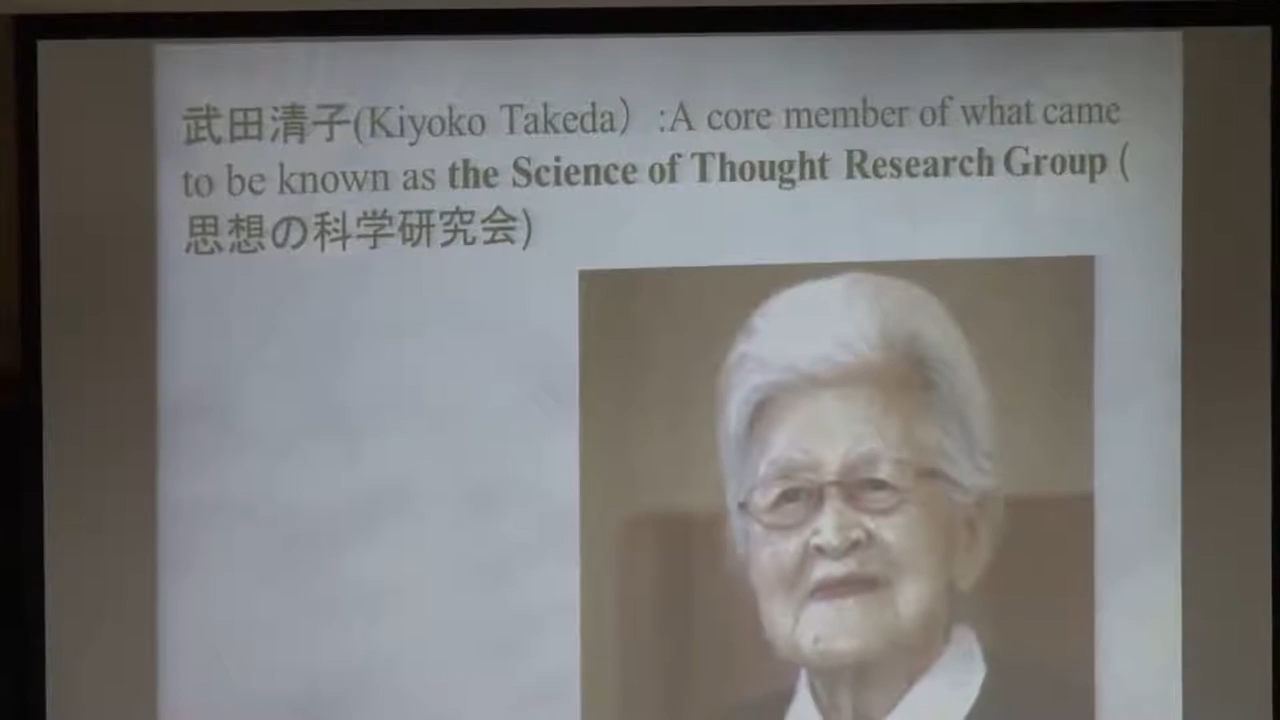 武田清子(Kiyoko Takeda）:A core member of what came
to be known as the Science of Thought Research Group (
思想の科学研究会)